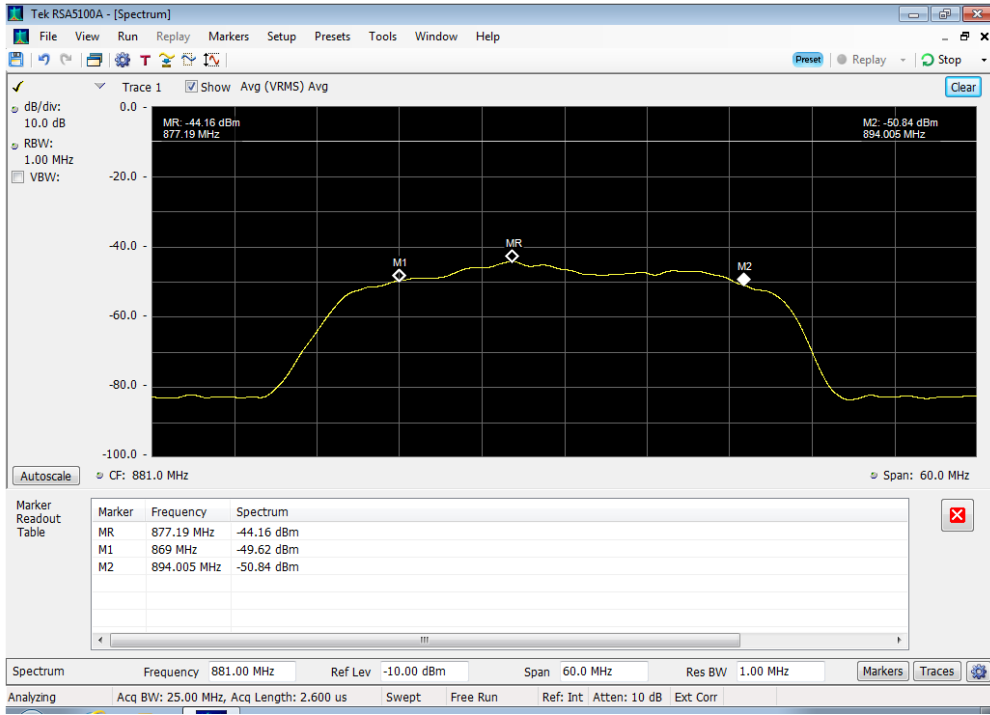 Tek RSA5100A - [Spectrum]
File View Run Replay Markers Setup Presets Tools Window Help
T Preset Replay Stop
Trace 1 Show Avg (VRMS) Avg Clear
dB/div:
10.0 dB
RBW:
1.00 MHz
VBW:
0.0
MR: -44.16 dBm
877.19 MHz
M2: -50.84 dBm
894.005 MHz
-20.0
-40.0
MR
M1
M2
-60.0
-80.0
-100.0
Autoscale CF: 881.0 MHz Span: 60.0 MHz
Marker
Readout
Table
Marker Frequency Spectrum
MR 877.19 MHz -44.16 dBm
M1 869 MHz -49.62 dBm
M2 894.005 MHz -50.84 dBm
Spectrum Frequency 881.00 MHz Ref Lev -10.00 dBm Span 60.0 MHz Res BW 1.00 MHz Markers Traces
Analyzing Acq BW: 25.00 MHz, Acq Length: 2.600 us Swept Free Run Ref: Int Atten: 10 dB Ext Corr